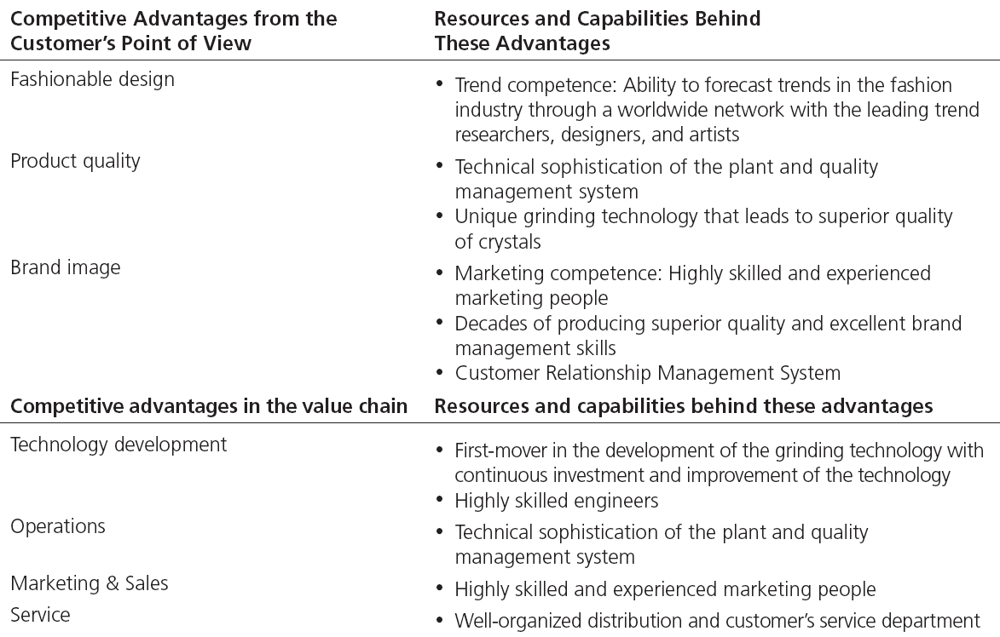 Competitive Advantages from the
Customer’s Point of View
Resources and Capabilities Behind
These Advantages
Fashionable design
• Trend competence: Ability to forecast trends in the fashion
industry through a worldwide network with the leading trend
researchers, designers, and artists
Product quality
• Technical sophistication of the plant and quality
management system
• Unique grinding technology that leads to superior quality
of crystals
Brand image
• Marketing competence: Highly skilled and experienced
marketing people
• Decades of producing superior quality and excellent brand
management skills
• Customer Relationship Management System
Competitive advantages in the value chain
Resources and capabilities behind these advantages
Technology development
• First-mover in the development of the grinding technology with
continuous investment and improvement of the technology
• Highly skilled engineers
Operations
• Technical sophistication of the plant and quality
management system
Marketing & Sales
• Highly skilled and experienced marketing people
Service
• Well-organized distribution and customer’s service department